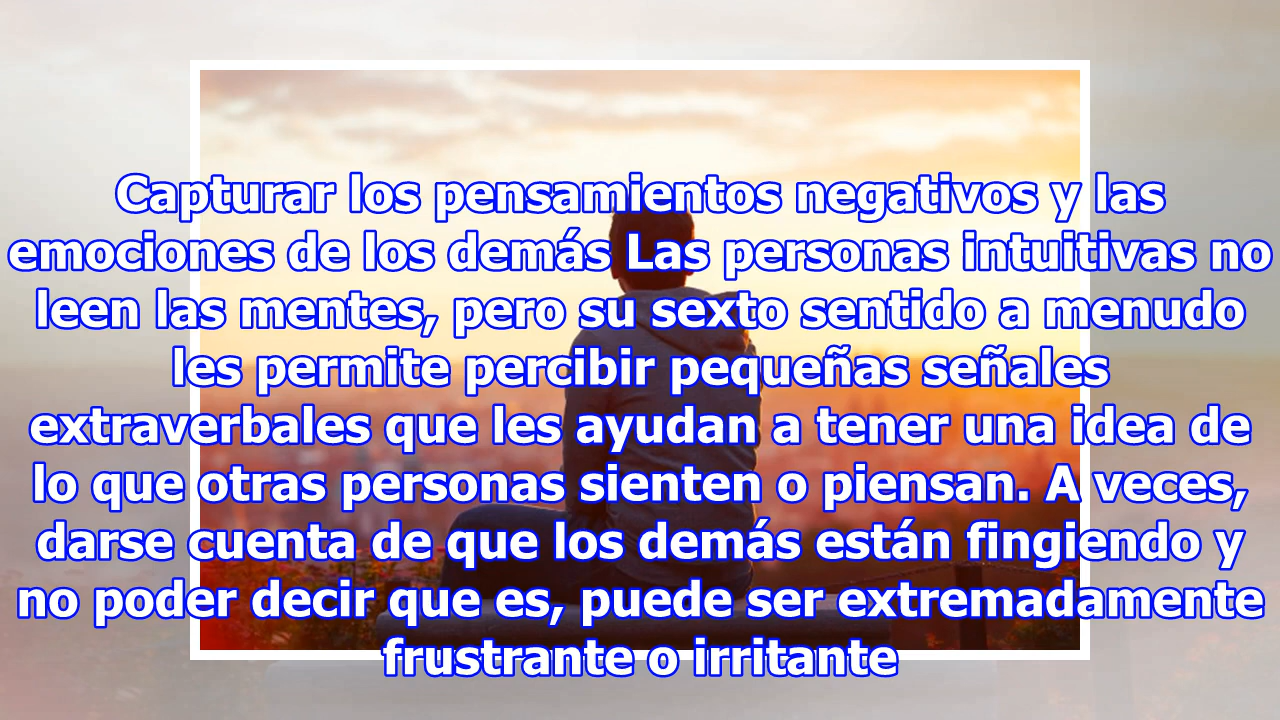 Capturar los pensamientos negativos y las
emociones de los demás Las personas intuitivas no
leen las mentes, pero su sexto sentido a menudo
les permite percibir pequeñas señales
extraverbales que les ayudan a tener una idea de
lo que otras personas sienten o piensan. A veces,
darse cuenta de que los demás están fingiendo y
no poder decir que es, puede ser extremadamente
frustrante o irritante